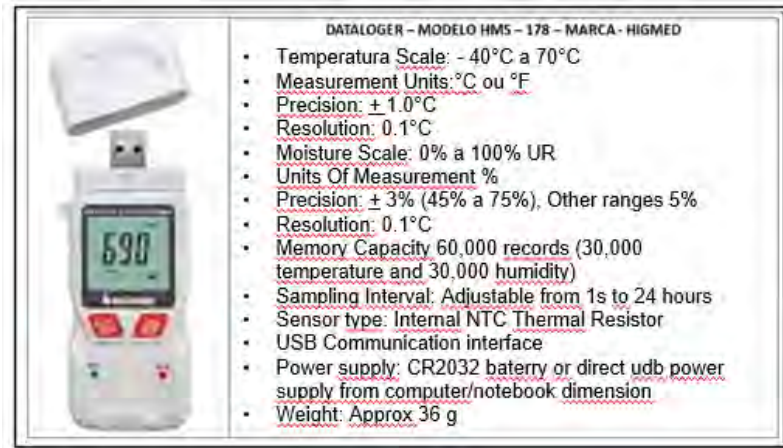 DATALOGER – MODELO HMS – 178 – MARCA - HIGMED
• Temperatura Scale: - 40°C a 70°C
• Measurement Units:°C ou °F
• Precision: ± 1.0°C
• Resolution: 0.1°C
• Moisture Scale: 0% a 100% UR
• Units Of Measurement %
• Precision: ± 3% (45% a 75%), Other ranges 5%
• Resolution: 0.1°C
• Memory Capacity 60,000 records (30,000
temperature and 30,000 humidity)
• Sampling Interval: Adjustable from 1s to 24 hours
• Sensor type: Internal NTC Thermal Resistor
• USB Communication interface
• Power supply: CR2032 baterry or direct udb power
supply from computer/notebook dimension
• Weight: Approx 36 g
690